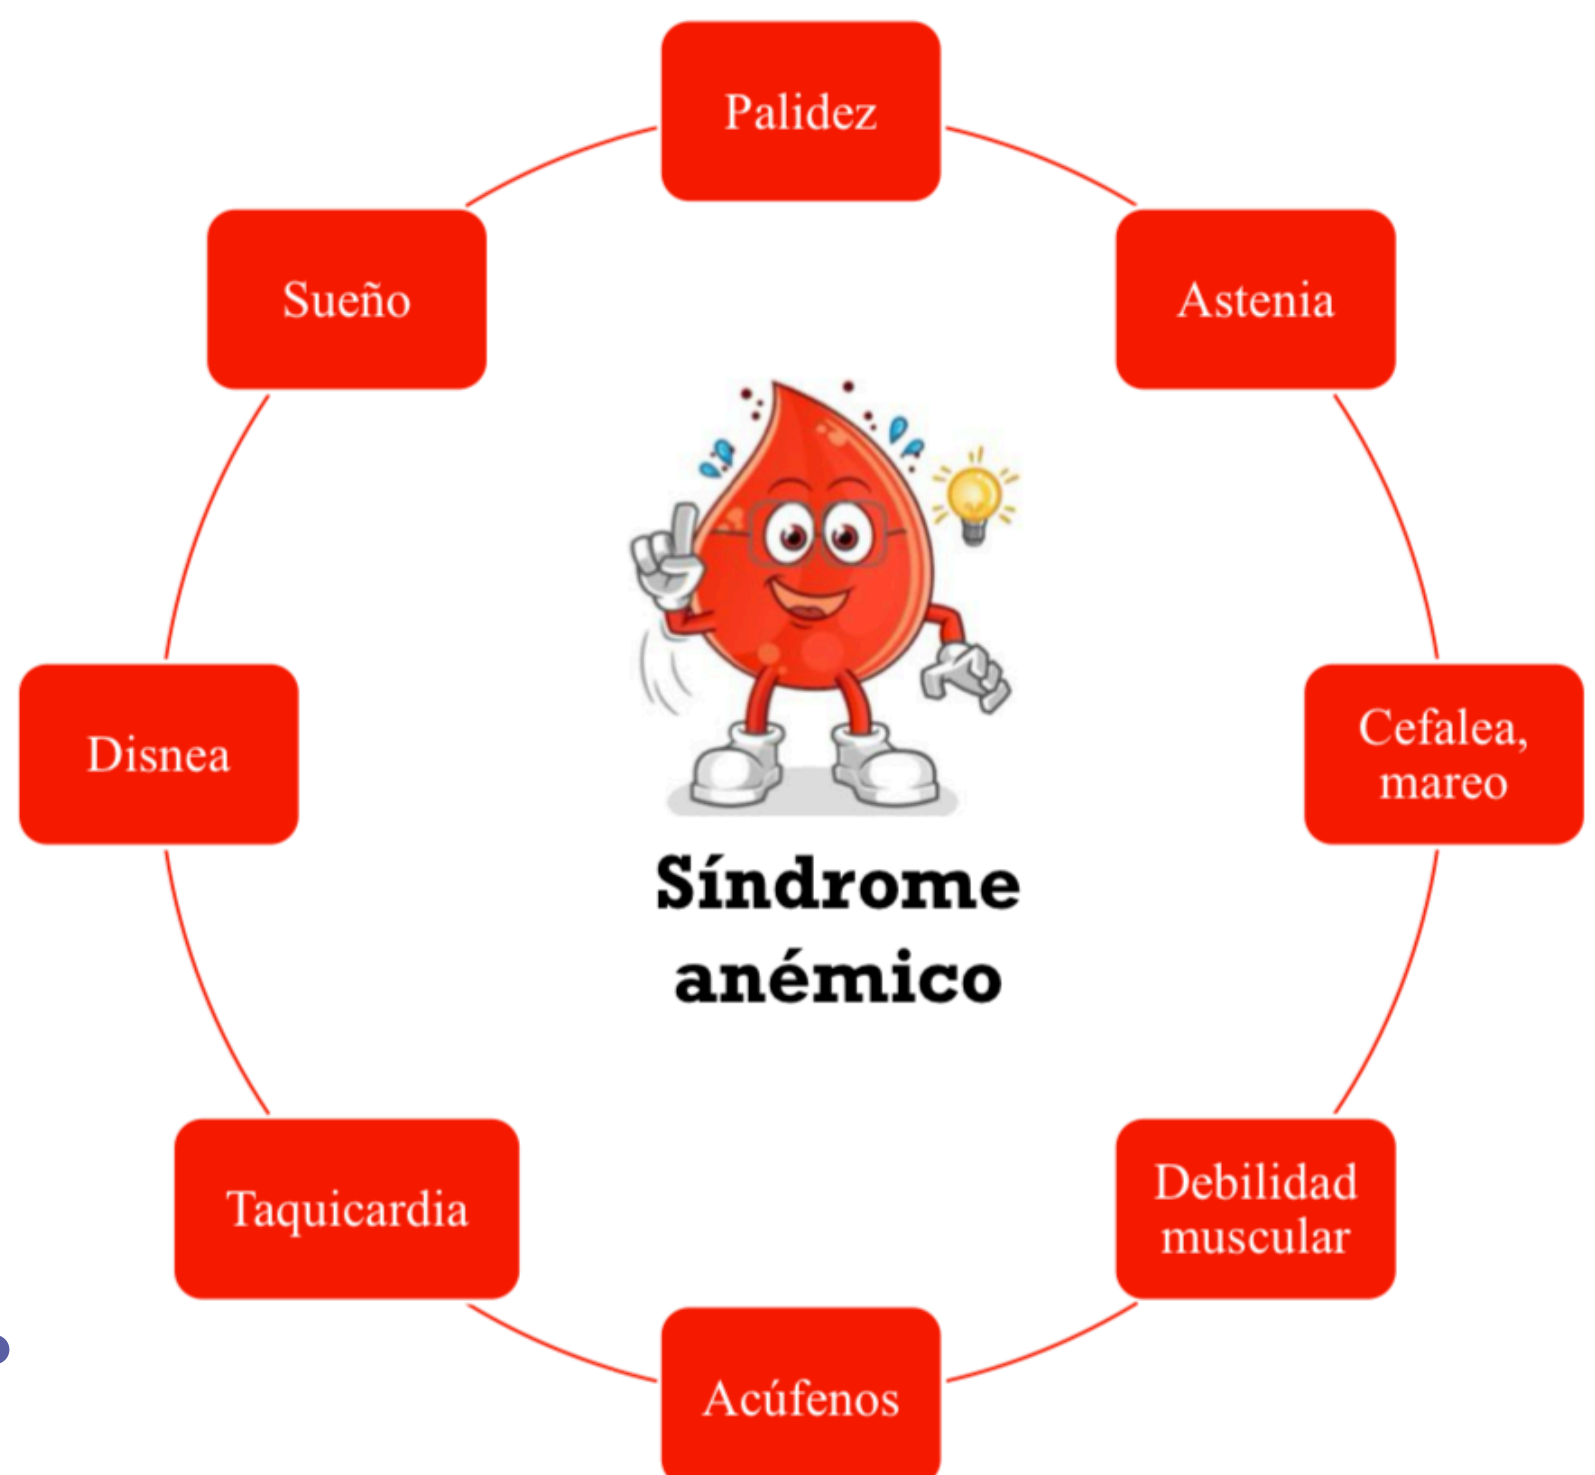 Palidez
Astenia
Cefalea,
mareo
Debilidad
muscular
Acúfenos
Taquicardia
Disnea
Sueño
Síndrome
anémico